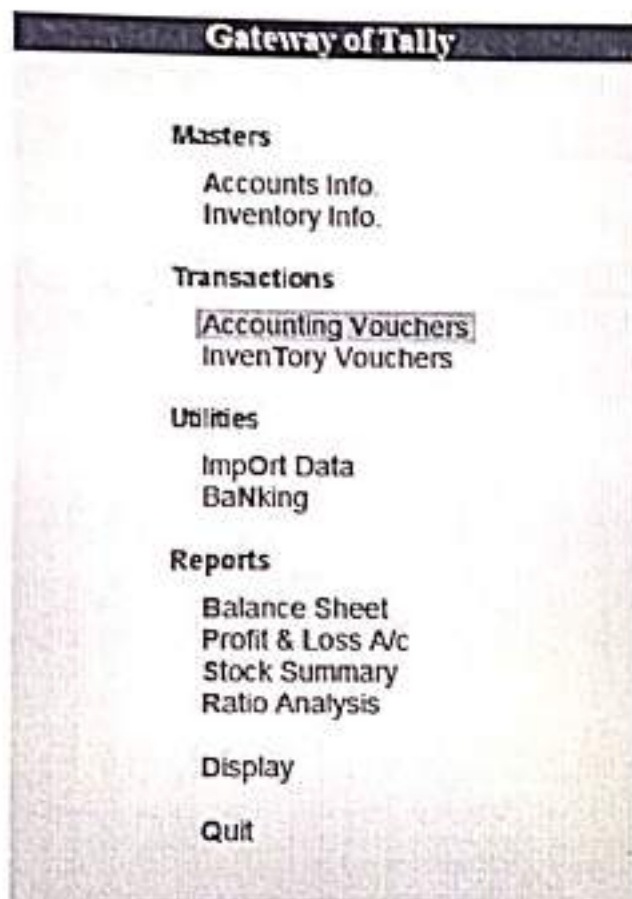 Gateway of Tally
Masters
Accounts Info.
Inventory Info.
Transactions
Accounting Vouchers
InvenTory Vouchers
Utilities
ImpOrt Data
BaNking
Reports
Balance Sheet
Profit & Loss A/c
Stock Summary
Ratio Analysis
Display
Quit